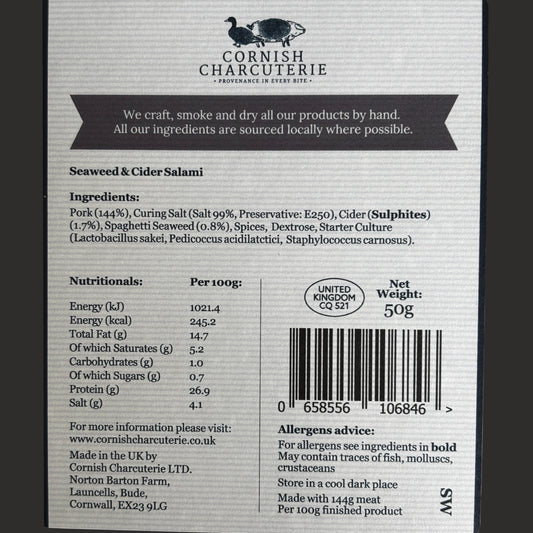 CORNISH
CHARCUTERIE
• PROVENANCE IN EVERY BITE •
We craft, smoke and dry all our products by hand.
All our ingredients are sourced locally where possible.
Seaweed & Cider Salami
Ingredients:
Pork (144%), Curing Salt (Salt 99%, Preservative: E250), Cider (Sulphites)
(1.7%), Spaghetti Seaweed (0.8%), Spices, Dextrose, Starter Culture
(Lactobacillus sakei, Pedicoccus acidilatctici, Staphylococcus carnosus).
Nutritionals: Per 100g:
Energy (kJ) 1021.4
Energy (kcal) 245.2
Total Fat (g) 14.7
Of which Saturates (g) 5.2
Carbohydrates (g) 1.0
Of which Sugars (g) 0.7
Protein (g) 26.9
Salt (g) 4.1
For more information please visit:
www.cornishcharcuterie.co.uk
Made in the UK by
Cornish Charcuterie LTD.
Norton Barton Farm,
Launcells, Bude,
Cornwall, EX23 9LG
UNITED
KINGDOM
CQ 521
Net
Weight:
50g
0 658556 106846 >
Allergens advice:
For allergens see ingredients in bold
May contain traces of fish, molluscs,
crustaceans
Store in a cool dark place
Made with 144g meat
Per 100g finished product
SW